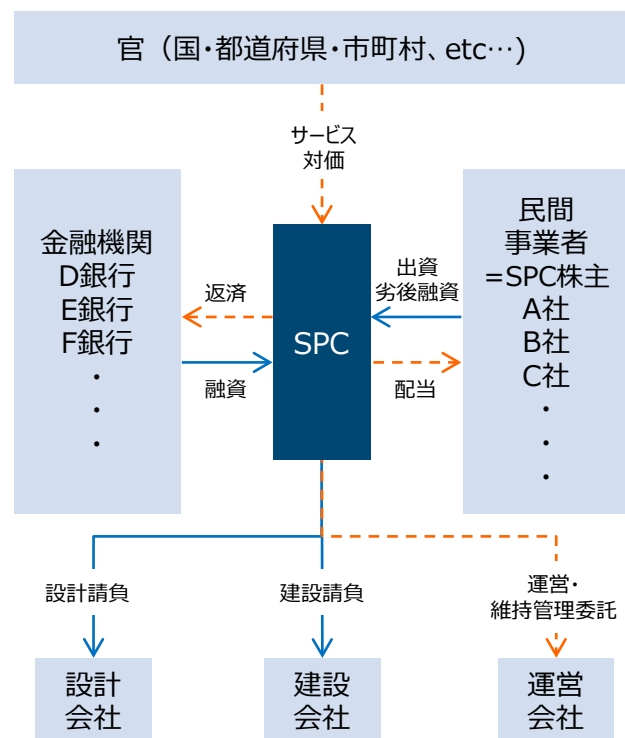 官（国・都道府県・市町村、etc…)
サービス
対価
金融機関
D銀行
E銀行
F銀行
・
・
・
返済
融資
SPC
出資
劣後融資
配当
民間
事業者
=SPC株主
A社
B社
C社
・
・
・
設計請負
建設請負
運営・
維持管理委託
設計
会社
建設
会社
運営
会社